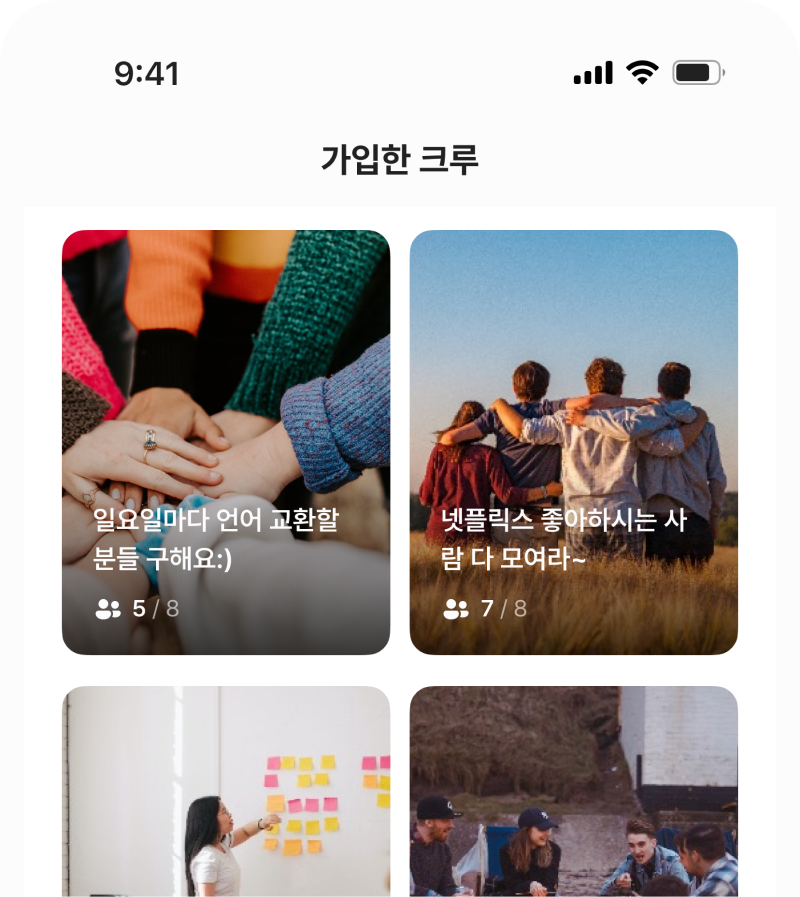 9:41
가입한 크루
일요일마다 언어 교환할
분들 구해요:)
5 / 8
넷플릭스 좋아하시는 사
람 다 모여라~
7 / 8